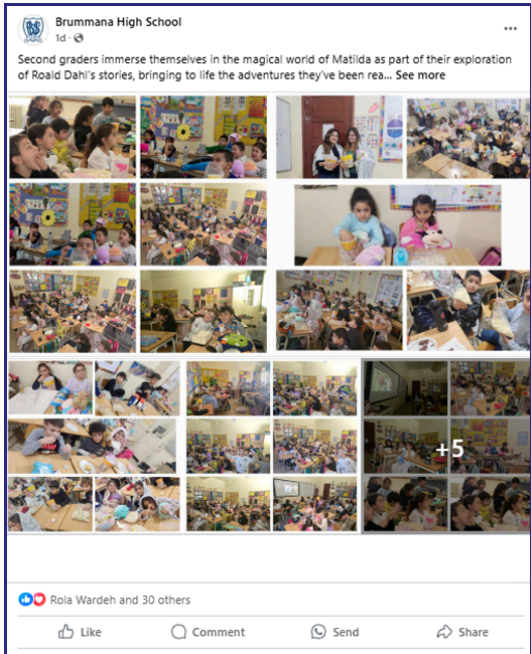 Brummana High School
1d ·
Second graders immerse themselves in the magical world of Matilda as part of their exploration
of Roald Dahl's stories, bringing to life the adventures they've been rea... See more
+5
Rola Wardeh and 30 others
Like Comment Send Share